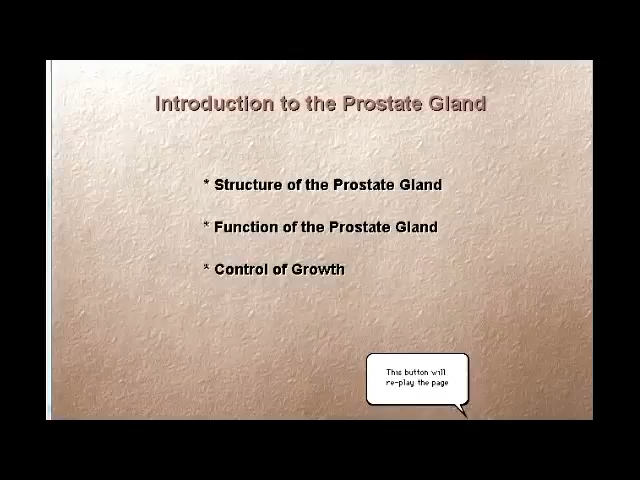 Introduction to the Prostate Gland
* Structure of the Prostate Gland
* Function of the Prostate Gland
* Control of Growth
This button will
re-play the page